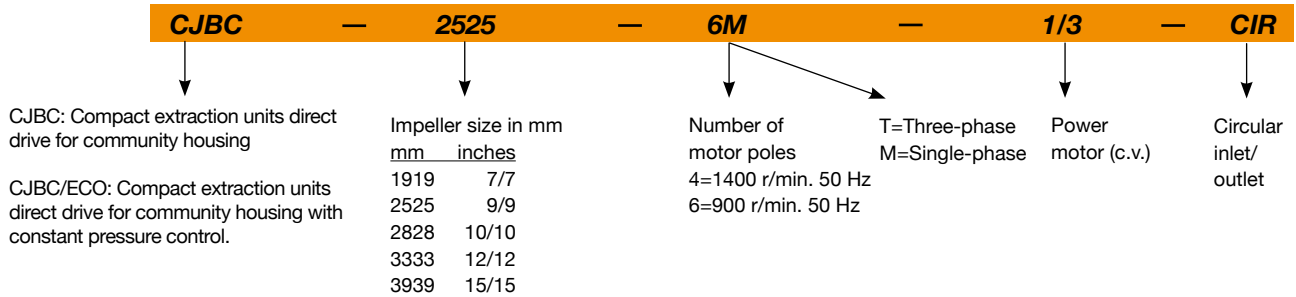 CJBC — 2525 — 6M — 1/3 — CIR
CJBC: Compact extraction units direct
drive for community housing
CJBC/ECO: Compact extraction units
direct drive for community housing with
constant pressure control.
Impeller size in mm
mm inches
1919 7/7
2525 9/9
2828 10/10
3333 12/12
3939 15/15
Number of
motor poles
4=1400 r/min. 50 Hz
6=900 r/min. 50 Hz
T=Three-phase
M=Single-phase
Power
motor (c.v.)
Circular
inlet/
outlet